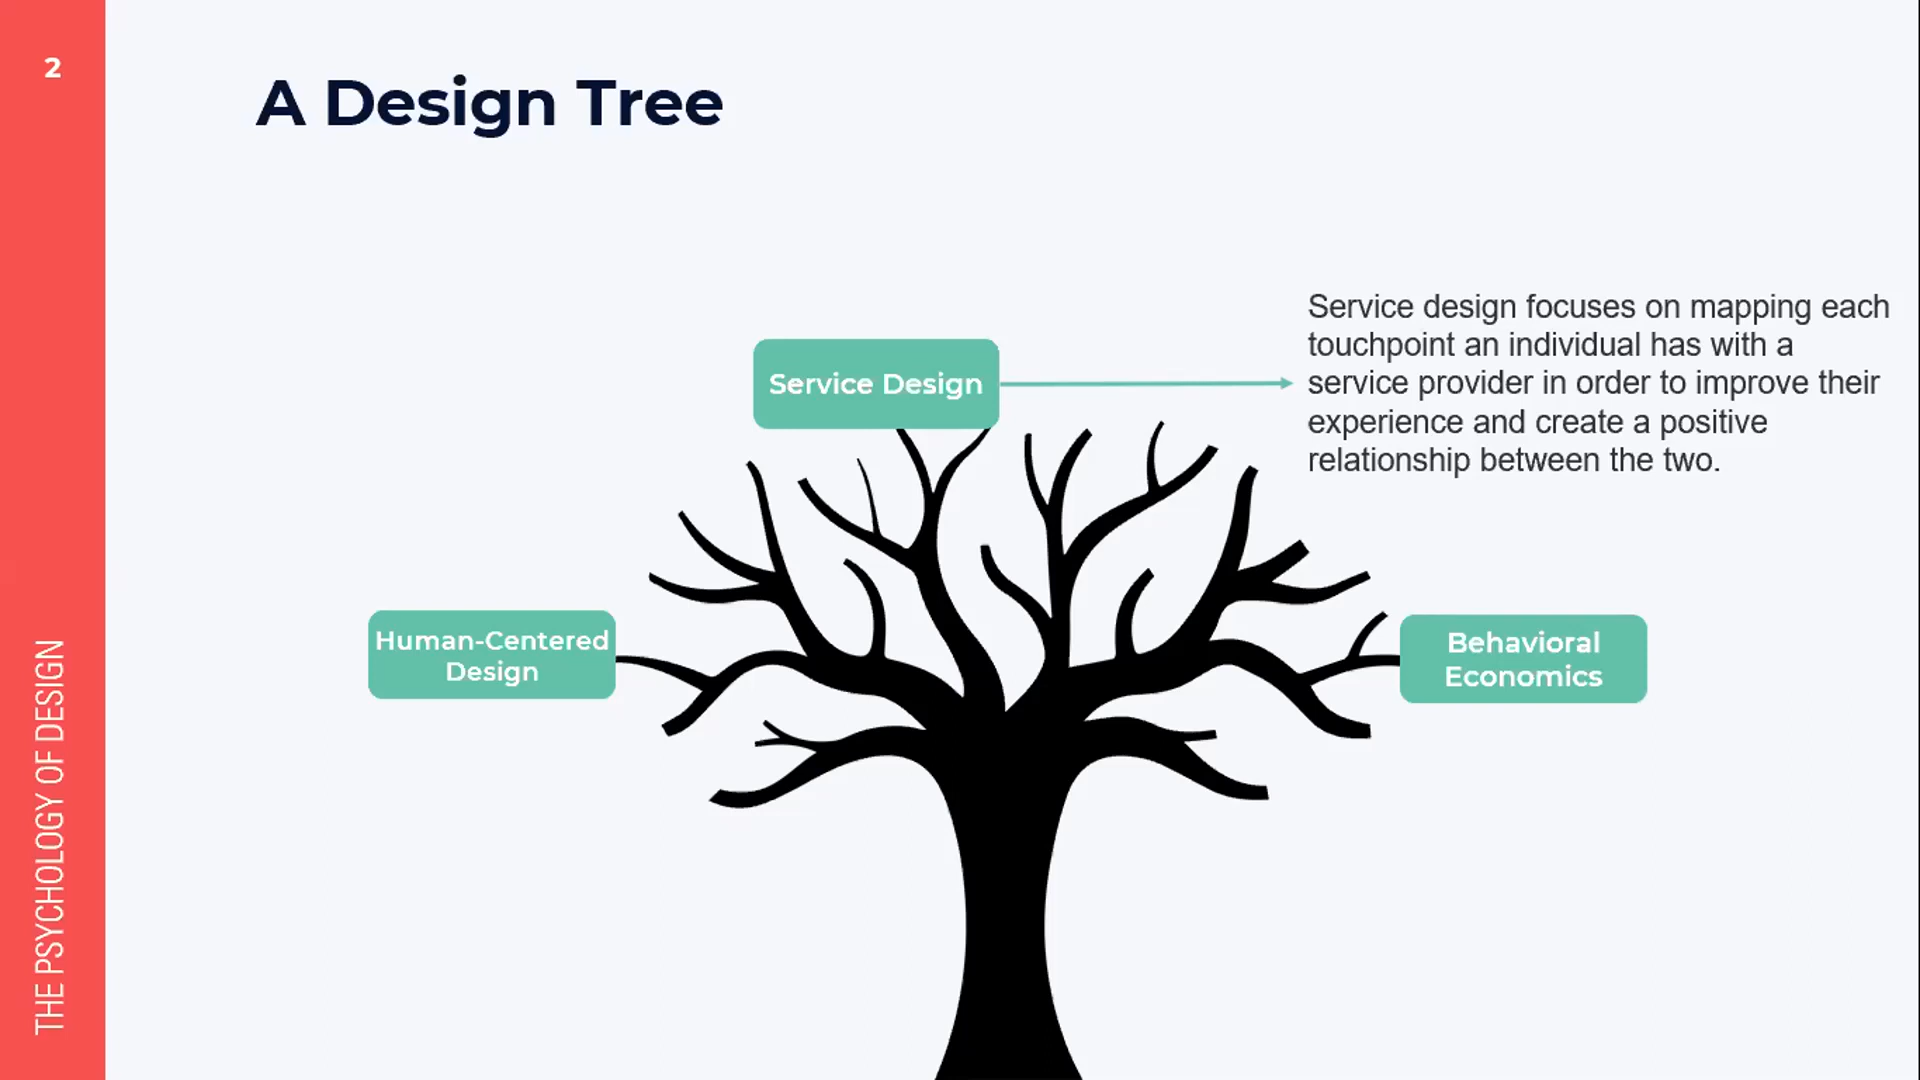 2
A Design Tree
Service design focuses on mapping each
touchpoint an individual has with a
service provider in order to improve their
experience and create a positive
relationship between the two.
Service Design
Human-Centered
Design
Behavioral
Economics
THE PSYCHOLOGY OF DESIGN